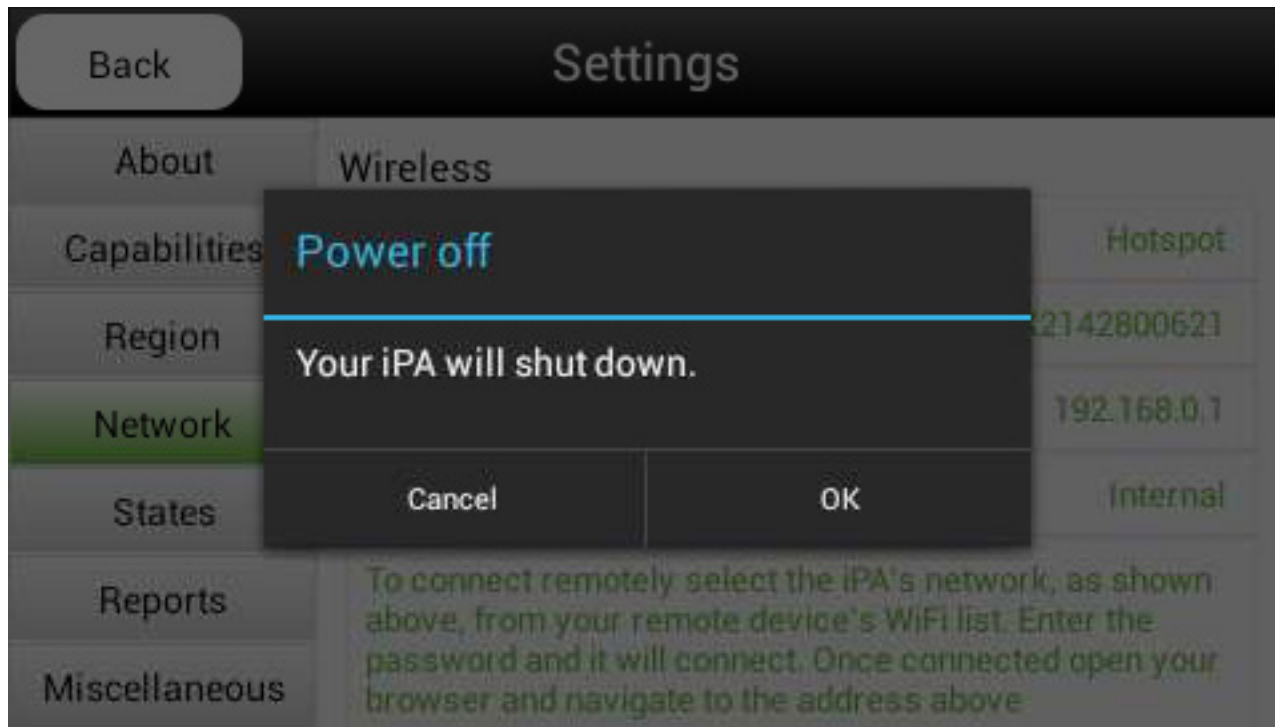 Back
Settings
About
Wireless
Capabilities
Power off
Hotspot
Region
2142800621
Your iPA will shut down.
Network
192.168.0.1
Cancel
OK
States
Internal
Reports
To connect remotely select the iPA's network, as shown
above, from your remote device's WiFi list. Enter the
password and it will connect. Once connected open your
browser and navigate to the address above
Miscellaneous